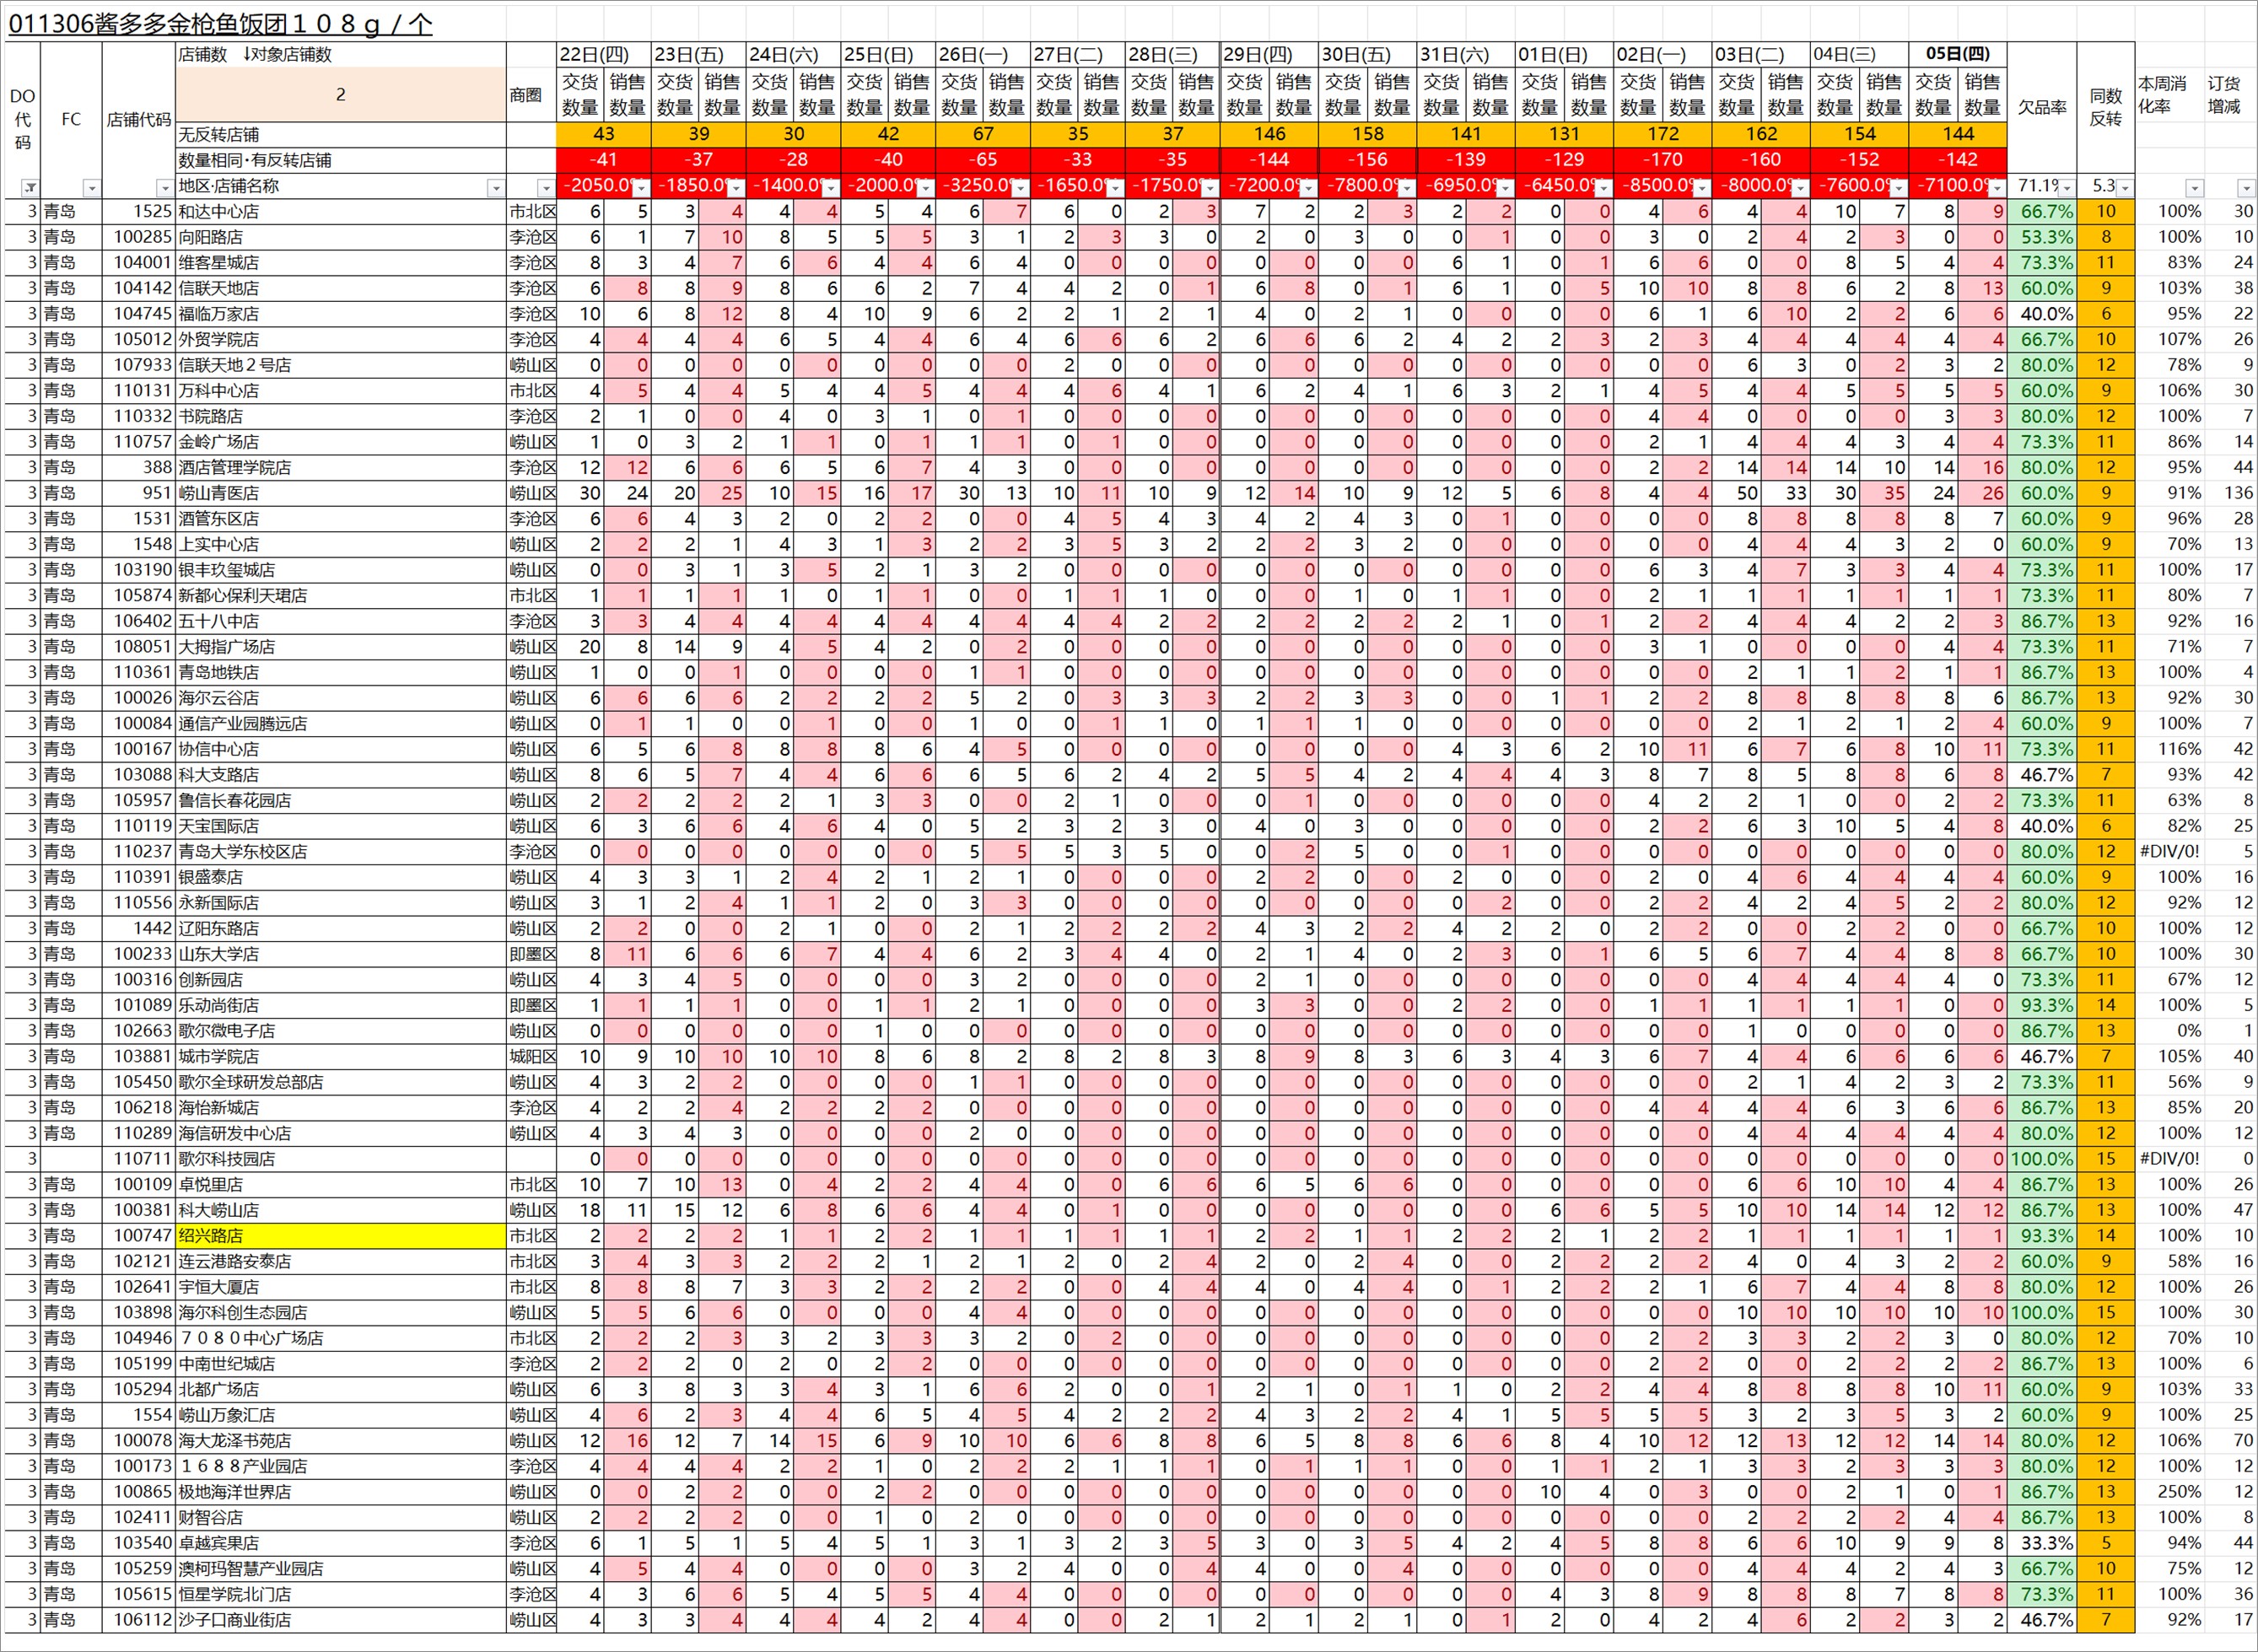 011306酱多多金枪鱼饭团１０８ｇ／个
DO代码 FC 店铺代码 店铺数 ↓对象店铺数 商圈 22日(四) 23日(五) 24日(六) 25日(日) 26日(一) 27日(二) 28日(三) 29日(四) 30日(五) 31日(六) 01日(日) 02日(一) 03日(二) 04日(三) 05日(四) 欠品率 同数反转 本周消化率 订货增减
2 交货数量 销售数量 交货数量 销售数量 交货数量 销售数量 交货数量 销售数量 交货数量 销售数量 交货数量 销售数量 交货数量 销售数量 交货数量 销售数量 交货数量 销售数量 交货数量 销售数量 交货数量 销售数量 交货数量 销售数量 交货数量 销售数量 交货数量 销售数量 交货数量 销售数量
无反转店铺 43 39 30 42 67 35 37 146 158 141 131 172 162 154 144
数量相同·有反转店铺 -41 -37 -28 -40 -65 -33 -35 -144 -156 -139 -129 -170 -160 -152 -142
地区·店铺名称 -2050.0% -1850.0% -1400.0% -2000.0% -3250.0% -1650.0% -1750.0% -7200.0% -7800.0% -6950.0% -6450.0% -8500.0% -8000.0% -7600.0% -7100.0% 71.1% 5.3
3 青岛 1525 和达中心店 市北区 6 5 3 4 4 4 5 4 6 7 6 0 2 3 7 2 2 3 2 2 0 0 4 6 4 4 10 7 8 9 66.7% 10 100% 30
3 青岛 100285 向阳路店 李沧区 6 1 7 10 8 5 5 5 3 1 2 3 3 0 2 0 3 0 0 1 0 0 3 0 2 4 2 3 0 0 53.3% 8 100% 10
3 青岛 104001 维客星城店 李沧区 8 3 4 7 6 6 4 4 6 4 0 0 0 0 0 0 0 0 6 1 0 1 6 6 0 0 8 5 4 4 73.3% 11 83% 24
3 青岛 104142 信联天地店 李沧区 6 8 8 9 8 6 6 2 7 4 4 2 0 1 6 8 0 1 6 1 0 5 10 10 8 8 6 2 8 13 60.0% 9 103% 38
3 青岛 104745 福临万家店 李沧区 10 6 8 12 8 4 10 9 6 2 2 1 2 1 4 0 2 1 0 0 0 0 6 1 6 10 2 2 6 6 40.0% 6 95% 22
3 青岛 105012 外贸学院店 李沧区 4 4 4 4 6 5 4 4 6 4 6 6 6 2 6 6 6 2 4 2 2 3 2 3 4 4 4 4 4 4 66.7% 10 107% 26
3 青岛 107933 信联天地２号店 崂山区 0 0 0 0 0 0 0 0 0 0 2 0 0 0 0 0 0 0 0 0 0 0 0 0 6 3 0 2 3 2 80.0% 12 78% 9
3 青岛 110131 万科中心店 市北区 4 5 4 4 5 4 4 5 4 4 4 6 4 1 6 2 4 1 6 3 2 1 4 5 4 4 5 5 5 5 60.0% 9 106% 30
3 青岛 110332 书院路店 李沧区 2 1 0 0 4 0 3 1 0 1 0 0 0 0 0 0 0 0 0 0 0 0 4 4 0 0 0 0 3 3 80.0% 12 100% 7
3 青岛 110757 金岭广场店 崂山区 1 0 3 2 1 1 0 1 1 1 0 1 0 0 0 0 0 0 0 0 0 0 2 1 4 4 4 3 4 4 73.3% 11 86% 14
3 青岛 388 酒店管理学院店 李沧区 12 12 6 6 6 5 6 7 4 3 0 0 0 0 0 0 0 0 0 0 0 0 2 2 14 14 14 10 14 16 80.0% 12 95% 44
3 青岛 951 崂山青医店 崂山区 30 24 20 25 10 15 16 17 30 13 10 11 10 9 12 14 10 9 12 5 6 8 4 4 50 33 30 35 24 26 60.0% 9 91% 136
3 青岛 1531 酒管东区店 李沧区 6 6 4 3 2 0 2 2 0 0 4 5 4 3 4 2 4 3 0 1 0 0 0 0 8 8 8 8 8 7 60.0% 9 96% 28
3 青岛 1548 上实中心店 崂山区 2 2 2 1 4 3 1 3 2 2 3 5 3 2 2 2 3 2 0 0 0 0 0 0 4 4 4 3 2 0 60.0% 9 70% 13
3 青岛 103190 银丰玖玺城店 崂山区 0 0 3 1 3 5 2 1 3 2 0 0 0 0 0 0 0 0 0 0 0 0 6 3 4 7 3 3 4 4 73.3% 11 100% 17
3 青岛 105874 新都心保利天珺店 市北区 1 1 1 1 1 0 1 1 0 0 1 1 1 0 0 0 1 0 1 1 0 0 2 1 1 1 1 1 1 1 73.3% 11 80% 7
3 青岛 106402 五十八中店 李沧区 3 3 4 4 4 4 4 4 4 4 4 4 2 2 2 2 2 2 2 1 0 1 2 2 4 4 4 2 2 3 86.7% 13 92% 16
3 青岛 108051 大拇指广场店 崂山区 20 8 14 9 4 5 4 2 0 2 0 0 0 0 0 0 0 0 0 0 0 0 3 1 0 0 0 0 4 4 73.3% 11 71% 7
3 青岛 110361 青岛地铁店 崂山区 1 0 0 1 0 0 0 0 1 1 0 0 0 0 0 0 0 0 0 0 0 0 0 0 2 1 1 2 1 1 86.7% 13 100% 4
3 青岛 100026 海尔云谷店 崂山区 6 6 6 6 2 2 2 2 5 2 0 3 3 3 2 2 3 3 0 0 1 1 2 2 8 8 8 8 8 6 86.7% 13 92% 30
3 青岛 100084 通信产业园腾远店 崂山区 0 1 1 0 0 1 0 0 1 0 0 1 1 0 1 1 1 0 0 0 0 0 0 0 2 1 2 1 2 4 60.0% 9 100% 7
3 青岛 100167 协信中心店 崂山区 6 5 6 8 8 8 8 6 4 5 0 0 0 0 0 0 0 0 4 3 6 2 10 11 6 7 6 8 10 11 73.3% 11 116% 42
3 青岛 103088 科大支路店 崂山区 8 6 5 7 4 4 6 6 6 5 6 2 4 2 5 5 4 2 4 4 4 3 8 7 8 5 8 8 6 8 46.7% 7 93% 42
3 青岛 105957 鲁信长春花园店 崂山区 2 2 2 2 2 1 3 3 0 0 2 1 0 0 0 1 0 0 0 0 0 0 4 2 2 1 0 0 2 2 73.3% 11 63% 8
3 青岛 110119 天宝国际店 崂山区 6 3 6 6 4 6 4 0 5 2 3 2 3 0 4 0 3 0 0 0 0 0 2 2 6 3 10 5 4 8 40.0% 6 82% 25
3 青岛 110237 青岛大学东校区店 李沧区 0 0 0 0 0 0 0 0 5 5 5 3 5 0 0 2 5 0 0 1 0 0 0 0 0 0 0 0 0 0 80.0% 12 #DIV/0! 5
3 青岛 110391 银盛泰店 崂山区 4 3 3 1 2 4 2 1 2 1 0 0 0 0 2 2 0 0 2 0 0 0 2 0 4 6 4 4 4 4 60.0% 9 100% 16
3 青岛 110556 永新国际店 崂山区 3 1 2 4 1 1 2 0 3 3 0 0 0 0 0 0 0 0 0 2 0 0 2 2 4 2 4 5 2 2 80.0% 12 92% 12
3 青岛 1442 辽阳东路店 崂山区 2 2 0 0 2 1 0 0 2 1 2 2 2 2 4 3 2 2 4 2 2 0 2 2 0 0 2 2 0 0 66.7% 10 100% 12
3 青岛 100233 山东大学店 即墨区 8 11 6 6 6 7 4 4 6 2 3 4 4 0 2 1 4 0 2 3 0 1 6 5 6 7 4 4 8 8 66.7% 10 100% 30
3 青岛 100316 创新园店 崂山区 4 3 4 5 0 0 0 0 3 2 0 0 0 0 2 1 0 0 0 0 0 0 0 0 4 4 4 4 4 0 73.3% 11 67% 12
3 青岛 101089 乐动尚街店 即墨区 1 1 1 1 0 0 1 1 2 1 0 0 0 0 3 3 0 0 2 2 0 0 1 1 1 1 1 1 0 0 93.3% 14 100% 5
3 青岛 102663 歌尔微电子店 崂山区 0 0 0 0 0 0 1 0 0 0 0 0 0 0 0 0 0 0 0 0 0 0 0 0 1 0 0 0 0 0 86.7% 13 0% 1
3 青岛 103881 城市学院店 城阳区 10 9 10 10 10 10 8 6 8 2 8 2 8 3 8 9 8 3 6 3 4 3 6 7 4 4 6 6 6 6 46.7% 7 105% 40
3 青岛 105450 歌尔全球研发总部店 崂山区 4 3 2 2 0 0 0 0 1 1 0 0 0 0 0 0 0 0 0 0 0 0 0 0 2 1 4 2 3 2 73.3% 11 56% 9
3 青岛 106218 海怡新城店 李沧区 4 2 2 4 2 2 2 2 0 0 0 0 0 0 0 0 0 0 0 0 0 0 4 4 4 4 6 3 6 6 86.7% 13 85% 20
3 青岛 110289 海信研发中心店 崂山区 4 3 4 3 0 0 0 0 2 0 0 0 0 0 0 0 0 0 0 0 0 0 0 0 4 4 4 4 4 4 80.0% 12 100% 12
3 110711 歌尔科技园店 0 0 0 0 0 0 0 0 0 0 0 0 0 0 0 0 0 0 0 0 0 0 0 0 0 0 0 0 0 0 100.0% 15 #DIV/0! 0
3 青岛 100109 卓悦里店 市北区 10 7 10 13 0 4 2 2 4 4 0 0 6 6 6 5 6 6 0 0 0 0 0 0 6 6 10 10 4 4 86.7% 13 100% 26
3 青岛 100381 科大崂山店 崂山区 18 11 15 12 6 8 6 6 4 4 0 1 0 0 0 0 0 0 0 0 6 6 5 5 10 10 14 14 12 12 86.7% 13 100% 47
3 青岛 100747 绍兴路店 市北区 2 2 2 2 1 1 2 2 1 1 1 1 1 1 2 2 1 1 2 2 2 1 2 2 1 1 1 1 1 1 93.3% 14 100% 10
3 青岛 102121 连云港路安泰店 市北区 3 4 3 3 2 2 2 1 2 1 2 0 2 4 2 0 2 4 0 0 2 2 2 2 4 0 4 3 2 2 60.0% 9 58% 16
3 青岛 102641 宇恒大厦店 市北区 8 8 8 7 3 3 2 2 2 2 0 0 4 4 4 0 4 4 0 1 2 2 2 1 6 7 4 4 8 8 80.0% 12 100% 26
3 青岛 103898 海尔科创生态园店 崂山区 5 5 6 6 0 0 0 0 4 4 0 0 0 0 0 0 0 0 0 0 0 0 0 0 10 10 10 10 10 10 100.0% 15 100% 30
3 青岛 104946 ７０８０中心广场店 市北区 2 2 2 3 3 2 3 3 3 2 0 2 0 0 0 0 0 0 0 0 0 0 2 2 3 3 2 2 3 0 80.0% 12 70% 10
3 青岛 105199 中南世纪城店 李沧区 2 2 2 0 2 0 2 2 0 0 0 0 0 0 0 0 0 0 0 0 0 0 2 2 0 0 2 2 2 2 86.7% 13 100% 6
3 青岛 105294 北都广场店 崂山区 6 3 8 3 3 4 3 1 6 6 2 0 0 1 2 1 0 1 1 0 2 2 4 4 8 8 8 8 10 11 60.0% 9 103% 33
3 青岛 1554 崂山万象汇店 崂山区 4 6 2 3 4 4 6 5 4 5 4 2 2 2 4 3 2 2 4 1 5 5 5 5 3 2 3 5 3 2 60.0% 9 100% 25
3 青岛 100078 海大龙泽书苑店 崂山区 12 16 12 7 14 15 6 9 10 10 6 6 8 8 6 5 8 8 6 6 8 4 10 12 12 13 12 12 14 14 80.0% 12 106% 70
3 青岛 100173 １６８８产业园店 李沧区 4 4 4 4 2 2 1 0 2 2 2 1 1 1 0 1 1 1 0 0 1 1 2 1 3 3 2 3 3 3 80.0% 12 100% 12
3 青岛 100865 极地海洋世界店 崂山区 0 0 2 2 0 0 2 2 0 0 0 0 0 0 0 0 0 0 0 0 10 4 0 3 0 0 2 1 0 1 86.7% 13 250% 12
3 青岛 102411 财智谷店 崂山区 2 2 2 2 0 0 1 0 2 0 0 0 0 0 0 0 0 0 0 0 0 0 0 0 2 2 2 2 4 4 86.7% 13 100% 8
3 青岛 103540 卓越宾果店 李沧区 6 1 5 1 5 4 5 1 3 1 3 2 3 5 3 0 3 5 4 2 4 5 8 8 6 6 10 9 9 8 33.3% 5 94% 44
3 青岛 105259 澳柯玛智慧产业园店 崂山区 4 5 4 4 0 0 0 0 3 2 4 0 0 4 4 0 0 4 0 0 0 0 0 0 4 4 4 2 4 3 66.7% 10 75% 12
3 青岛 105615 恒星学院北门店 李沧区 4 3 6 6 5 4 5 5 4 4 0 0 0 0 0 0 0 0 0 0 4 3 8 9 8 8 8 7 8 8 73.3% 11 100% 36
3 青岛 106112 沙子口商业街店 崂山区 4 3 3 4 4 4 4 2 4 4 0 0 2 1 2 1 2 1 0 1 2 0 4 2 4 6 2 2 3 2 46.7% 7 92% 17